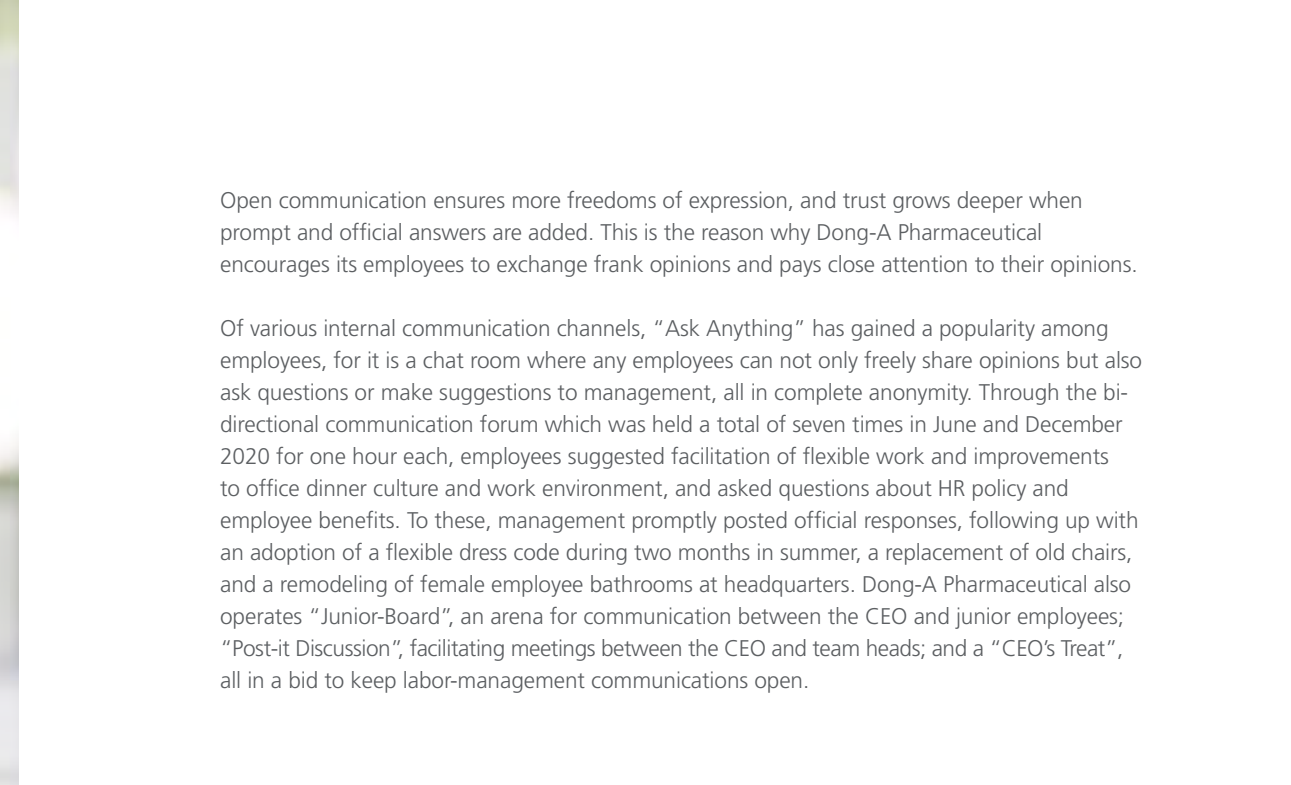 Open communication ensures more freedoms of expression, and trust grows deeper when
prompt and official answers are added. This is the reason why Dong-A Pharmaceutical
encourages its employees to exchange frank opinions and pays close attention to their opinions.
Of various internal communication channels, “Ask Anything” has gained a popularity among
employees, for it is a chat room where any employees can not only freely share opinions but also
ask questions or make suggestions to management, all in complete anonymity. Through the bi-
directional communication forum which was held a total of seven times in June and December
2020 for one hour each, employees suggested facilitation of flexible work and improvements
to office dinner culture and work environment, and asked questions about HR policy and
employee benefits. To these, management promptly posted official responses, following up with
an adoption of a flexible dress code during two months in summer, a replacement of old chairs,
and a remodeling of female employee bathrooms at headquarters. Dong-A Pharmaceutical also
operates “Junior-Board”, an arena for communication between the CEO and junior employees;
“Post-it Discussion”, facilitating meetings between the CEO and team heads; and a “CEO’s Treat”,
all in a bid to keep labor-management communications open.